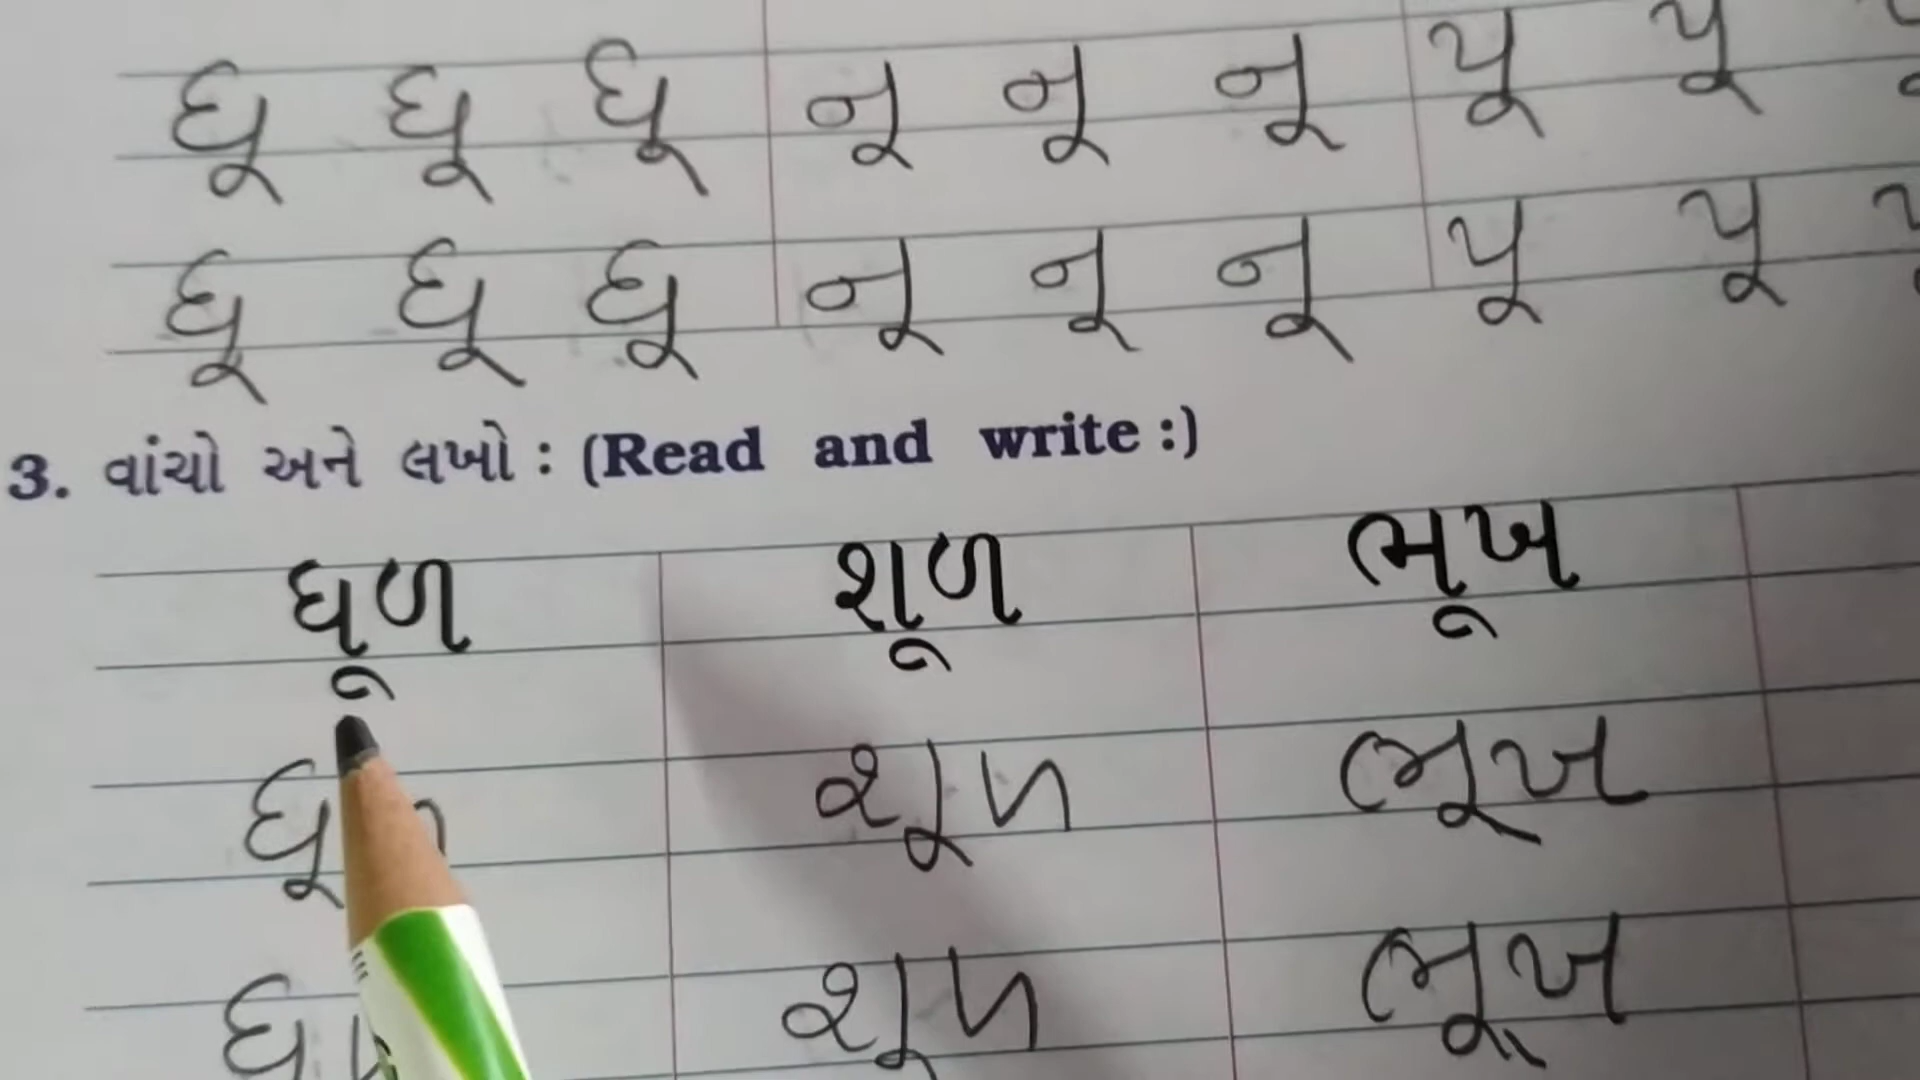 ધૂ ધૂ ધૂ નૂ નૂ નૂ પૂ પૂ
ધૂ ધૂ ધૂ નૂ નૂ નૂ પૂ પૂ
3. વાંચો અને લખો : (Read and write :)
ધૂળ શૂળ ભૂખ
શૂળ ભૂખ
શૂળ ભૂખ